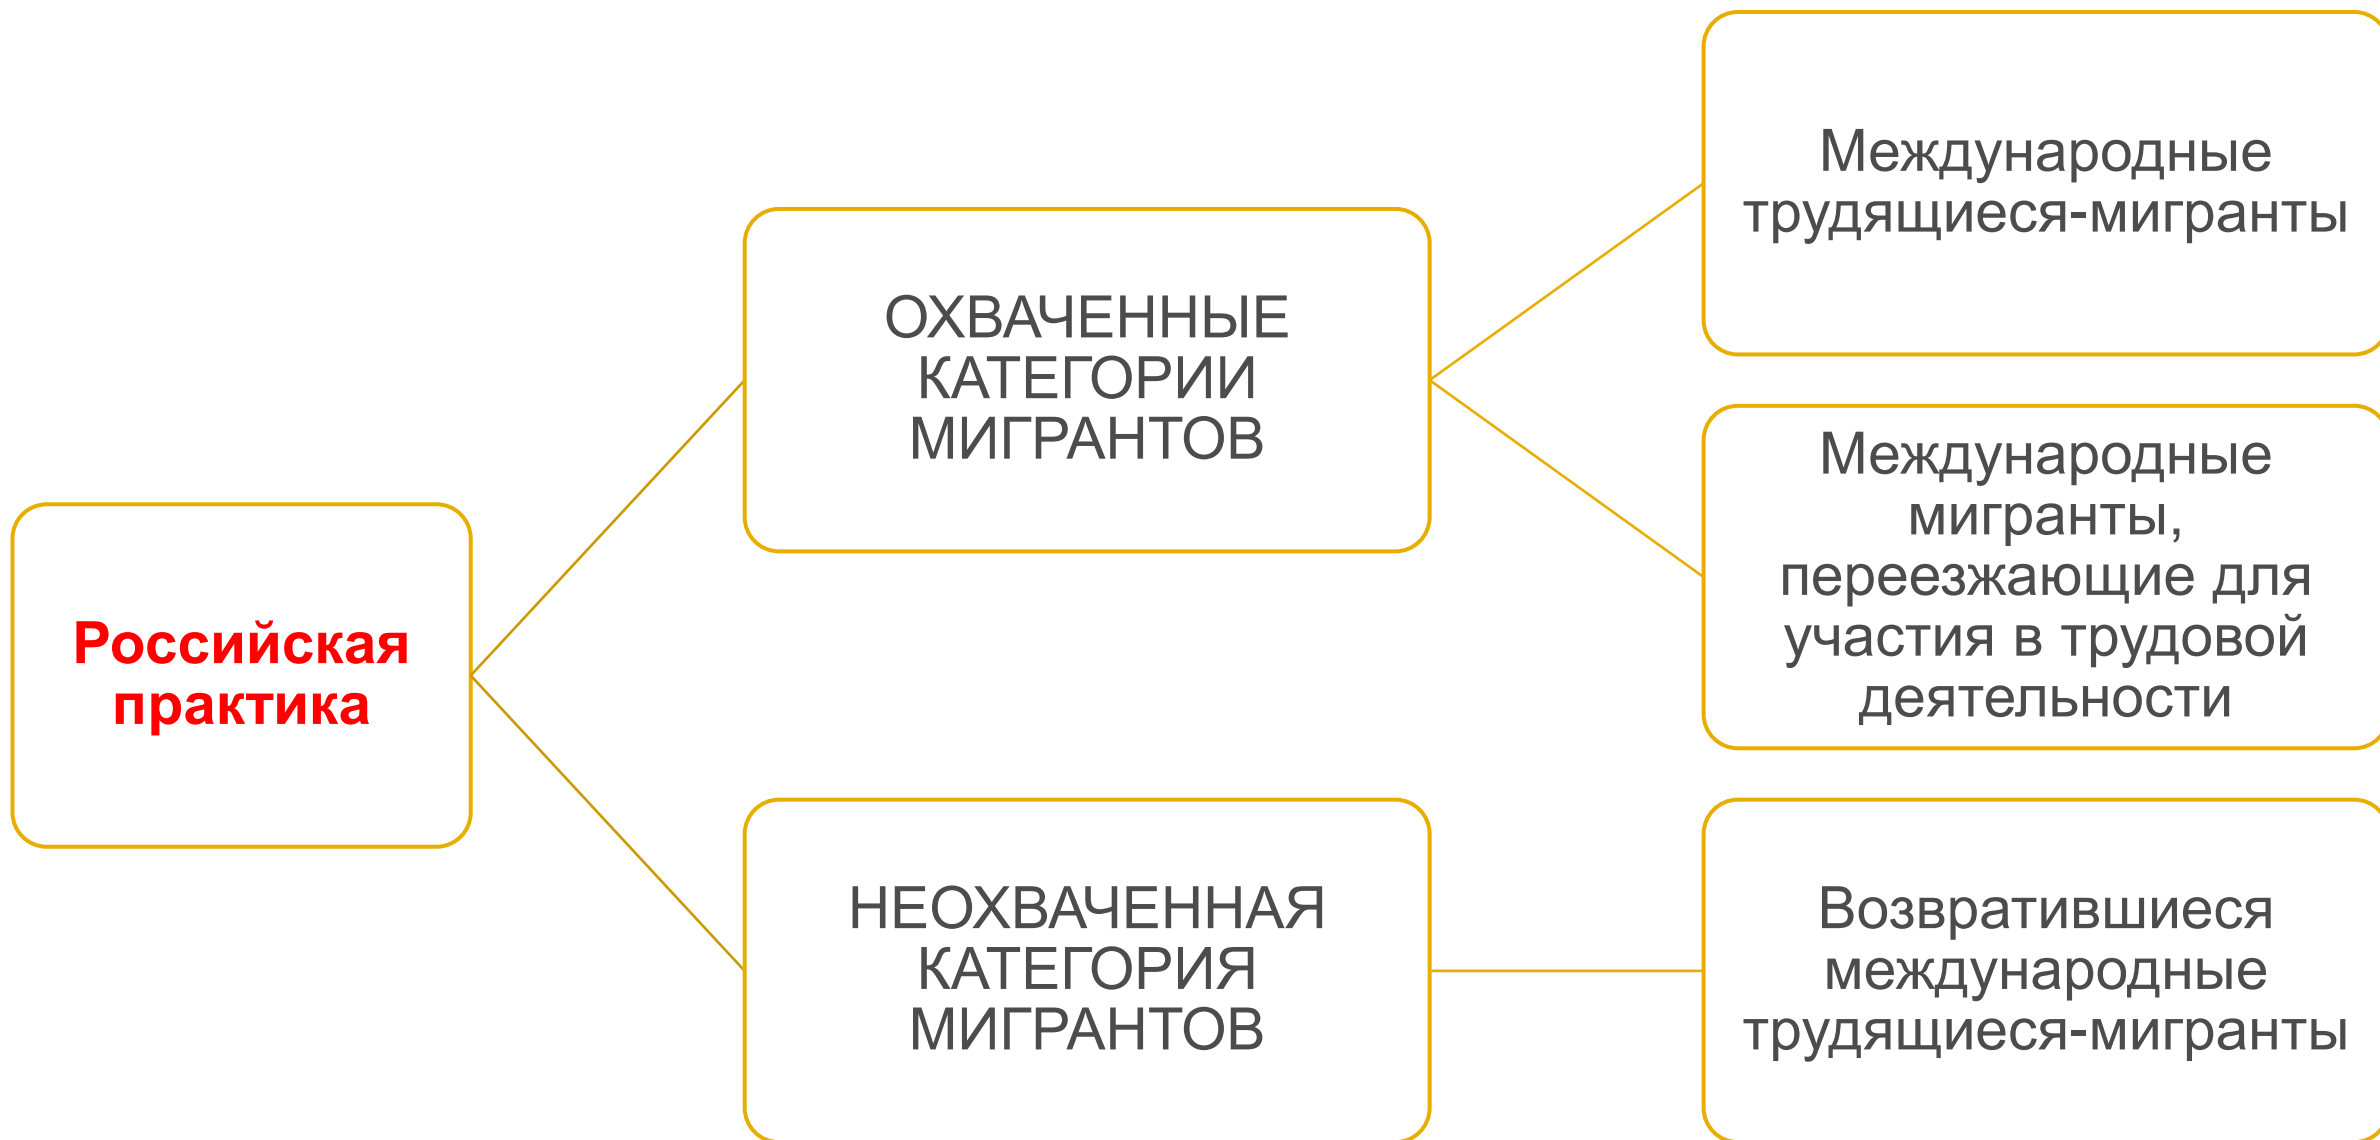 Российская
практика
ОХВАЧЕННЫЕ
КАТЕГОРИИ
МИГРАНТОВ
Международные
трудящиеся-мигранты
Международные
мигранты,
переезжающие для
участия в трудовой
деятельности
НЕОХВАЧЕННАЯ
КАТЕГОРИЯ
МИГРАНТОВ
Возвратившиеся
международные
трудящиеся-мигранты